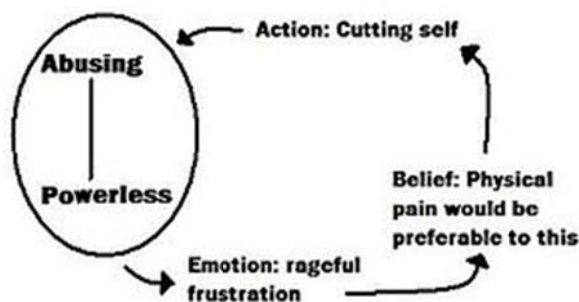 Action: Cutting self
Abusing
Powerless
Belief: Physical
pain would be
preferable to this
Emotion: rageful
frustration